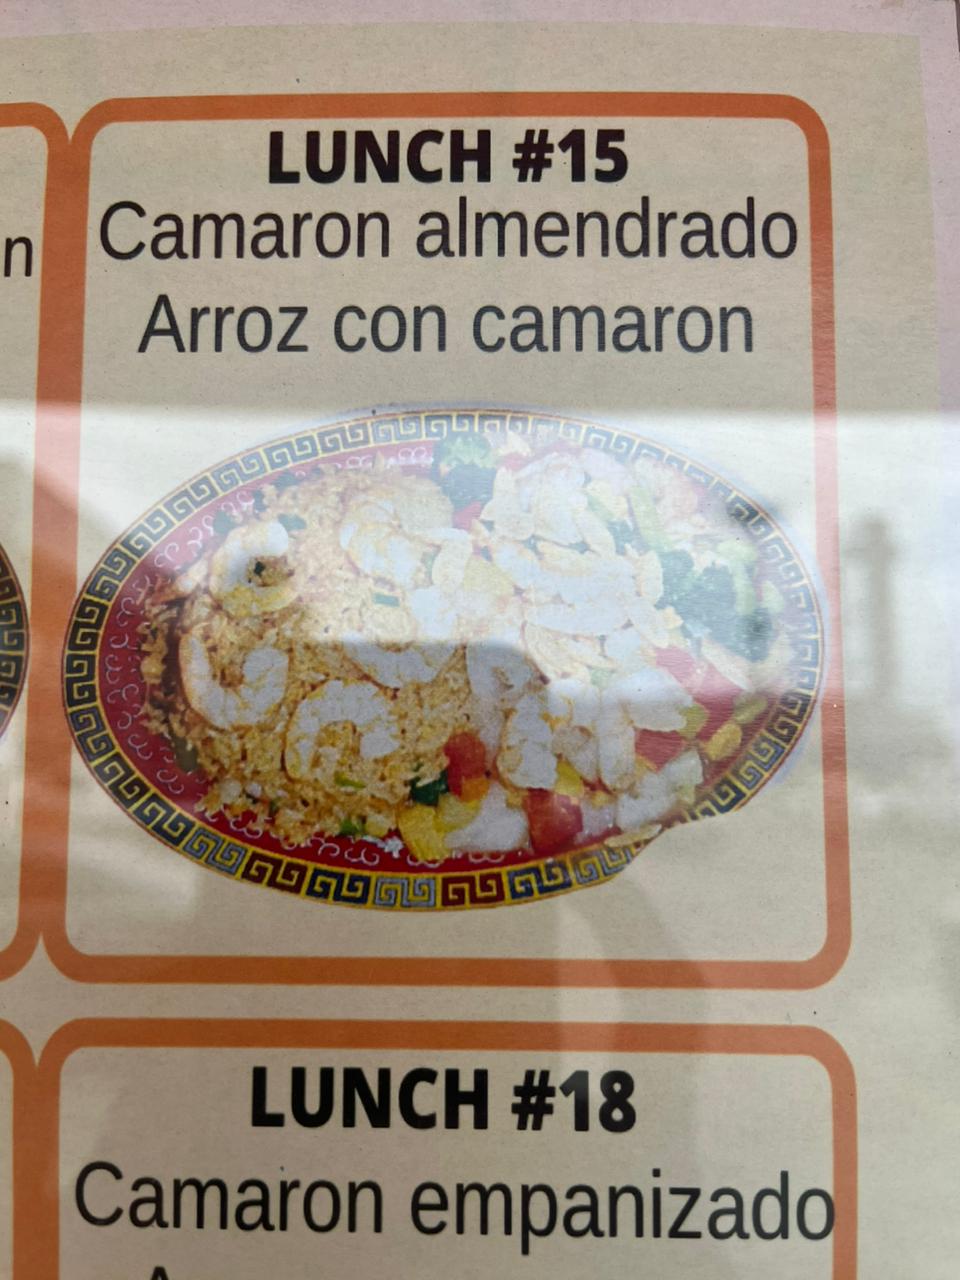 LUNCH #15
Camaron almendrado
Arroz con camaron
LUNCH #18
Camaron empanizado